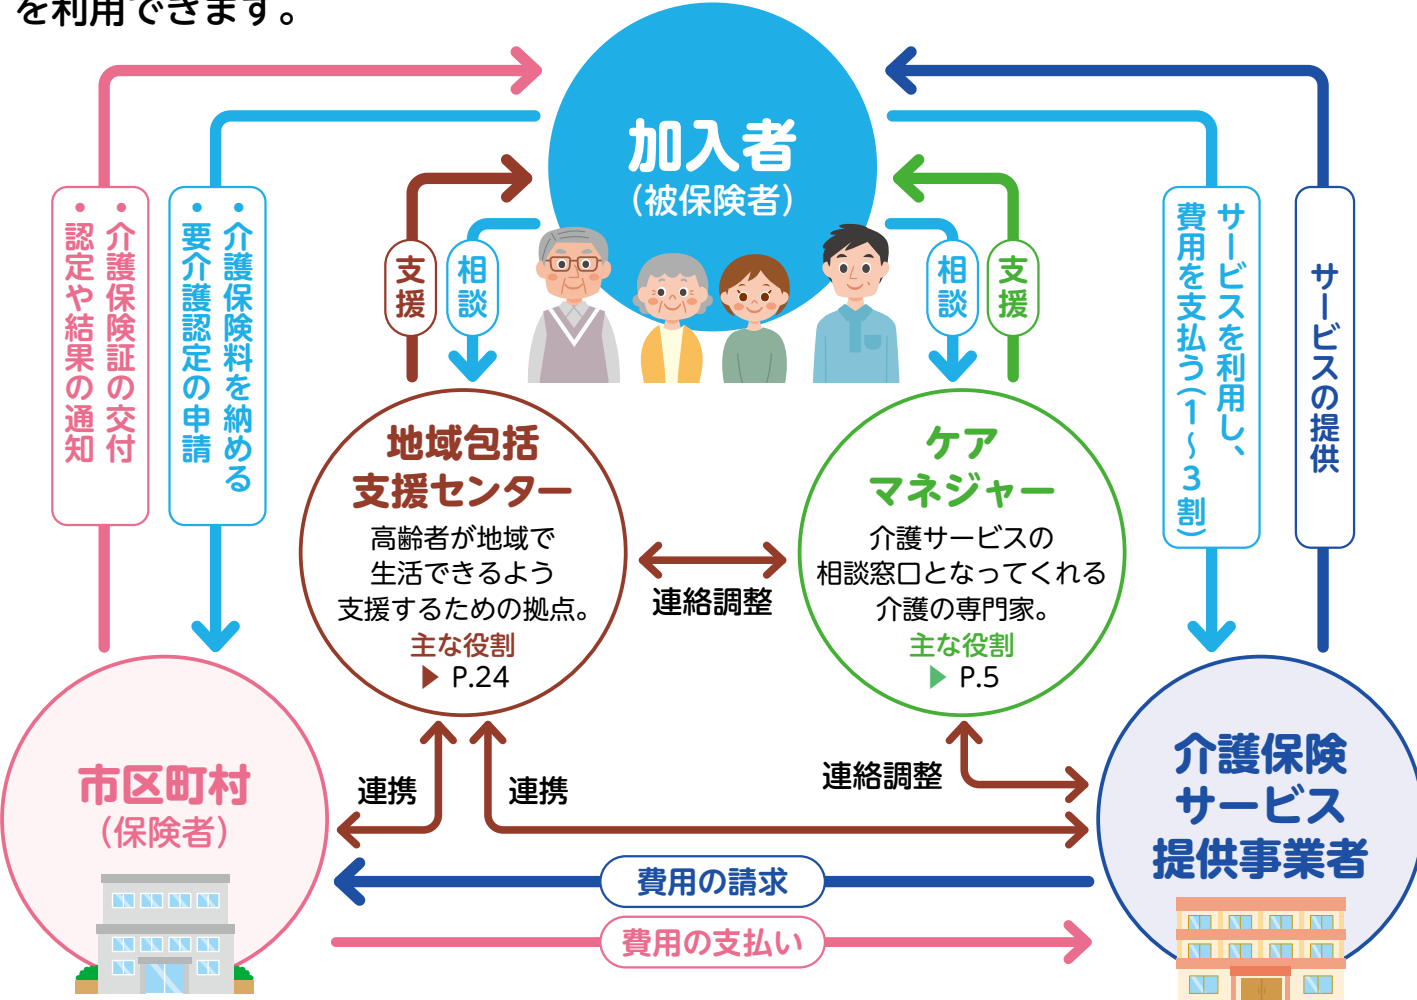 を利用できます。
加入者
（被保険者）
・介護保険証の交付
・認定や結果の通知
・介護保険料を納める
・要介護認定の申請
支援
相談
相談
支援
サービスを利用し、
費用を支払う（1～3割）
サービスの提供
地域包括
支援センター
高齢者が地域で
生活できるよう
支援するための拠点。
主な役割
▶ P.24
連絡調整
ケア
マネジャー
介護サービスの
相談窓口となってくれる
介護の専門家。
主な役割
▶ P.5
市区町村
（保険者）
連携
連携
連絡調整
介護保険
サービス
提供事業者
費用の請求
費用の支払い